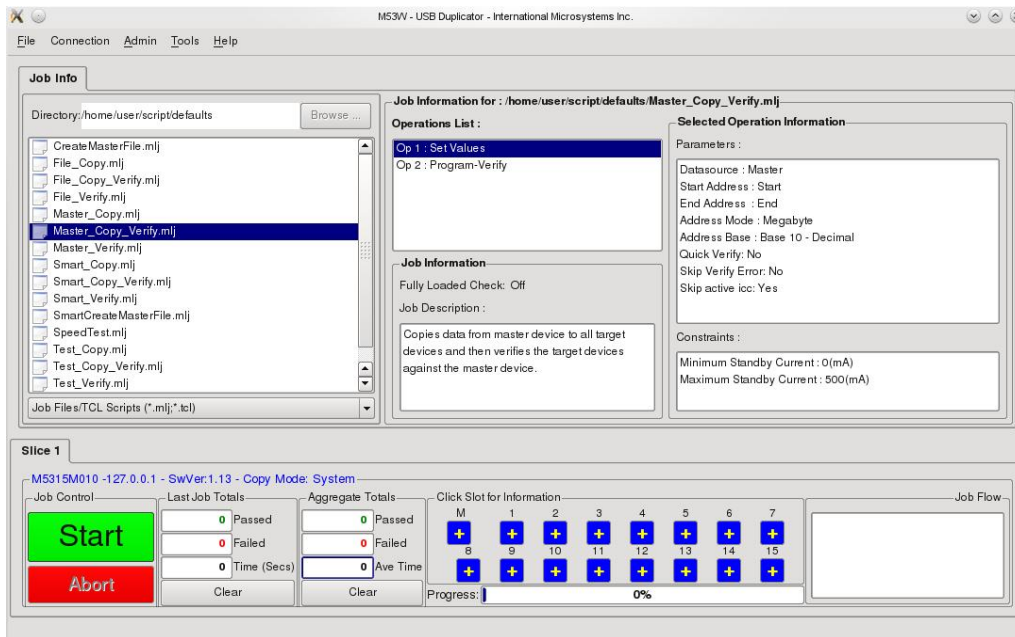 M53W - USB Duplicator - International Microsystems Inc.
File Connection Admin Tools Help
Job Info
Directory:/home/user/script/defaults Browse ...
CreateMasterFile.mlj
File_Copy.mlj
File_Copy_Verify.mlj
File_Verify.mlj
Master_Copy.mlj
Master_Copy_Verify.mlj
Master_Verify.mlj
Smart_Copy.mlj
Smart_Copy_Verify.mlj
Smart_Verify.mlj
SmartCreateMasterFile.mlj
SpeedTest.mlj
Test_Copy.mlj
Test_Copy_Verify.mlj
Test_Verify.mlj
Job Files/TCL Scripts (*.mlj;*.tcl)
Job Information for : /home/user/script/defaults/Master_Copy_Verify.mlj
Operations List :
Op 1 : Set Values
Op 2 : Program-Verify
Job Information
Fully Loaded Check: Off
Job Description :
Copies data from master device to all target
devices and then verifies the target devices
against the master device.
Selected Operation Information
Parameters :
Datasource : Master
Start Address : Start
End Address : End
Address Mode : Megabyte
Address Base : Base 10 - Decimal
Quick Verify: No
Skip Verify Error: No
Skip active icc: Yes
Constraints :
Minimum Standby Current : 0(mA)
Maximum Standby Current : 500(mA)
Slice 1
M5315M010 -127.0.0.1 - SwVer:1.13 - Copy Mode: System
Job Control
Start
Abort
Last Job Totals
0 Passed
0 Failed
0 Time (Secs)
Clear
Aggregate Totals
0 Passed
0 Failed
0 Ave Time
Clear
Click Slot for Information
M 1 2 3 4 5 6 7
+ + + + + + + +
8 9 10 11 12 13 14 15
+ + + + + + + +
Progress: 0%
Job Flow